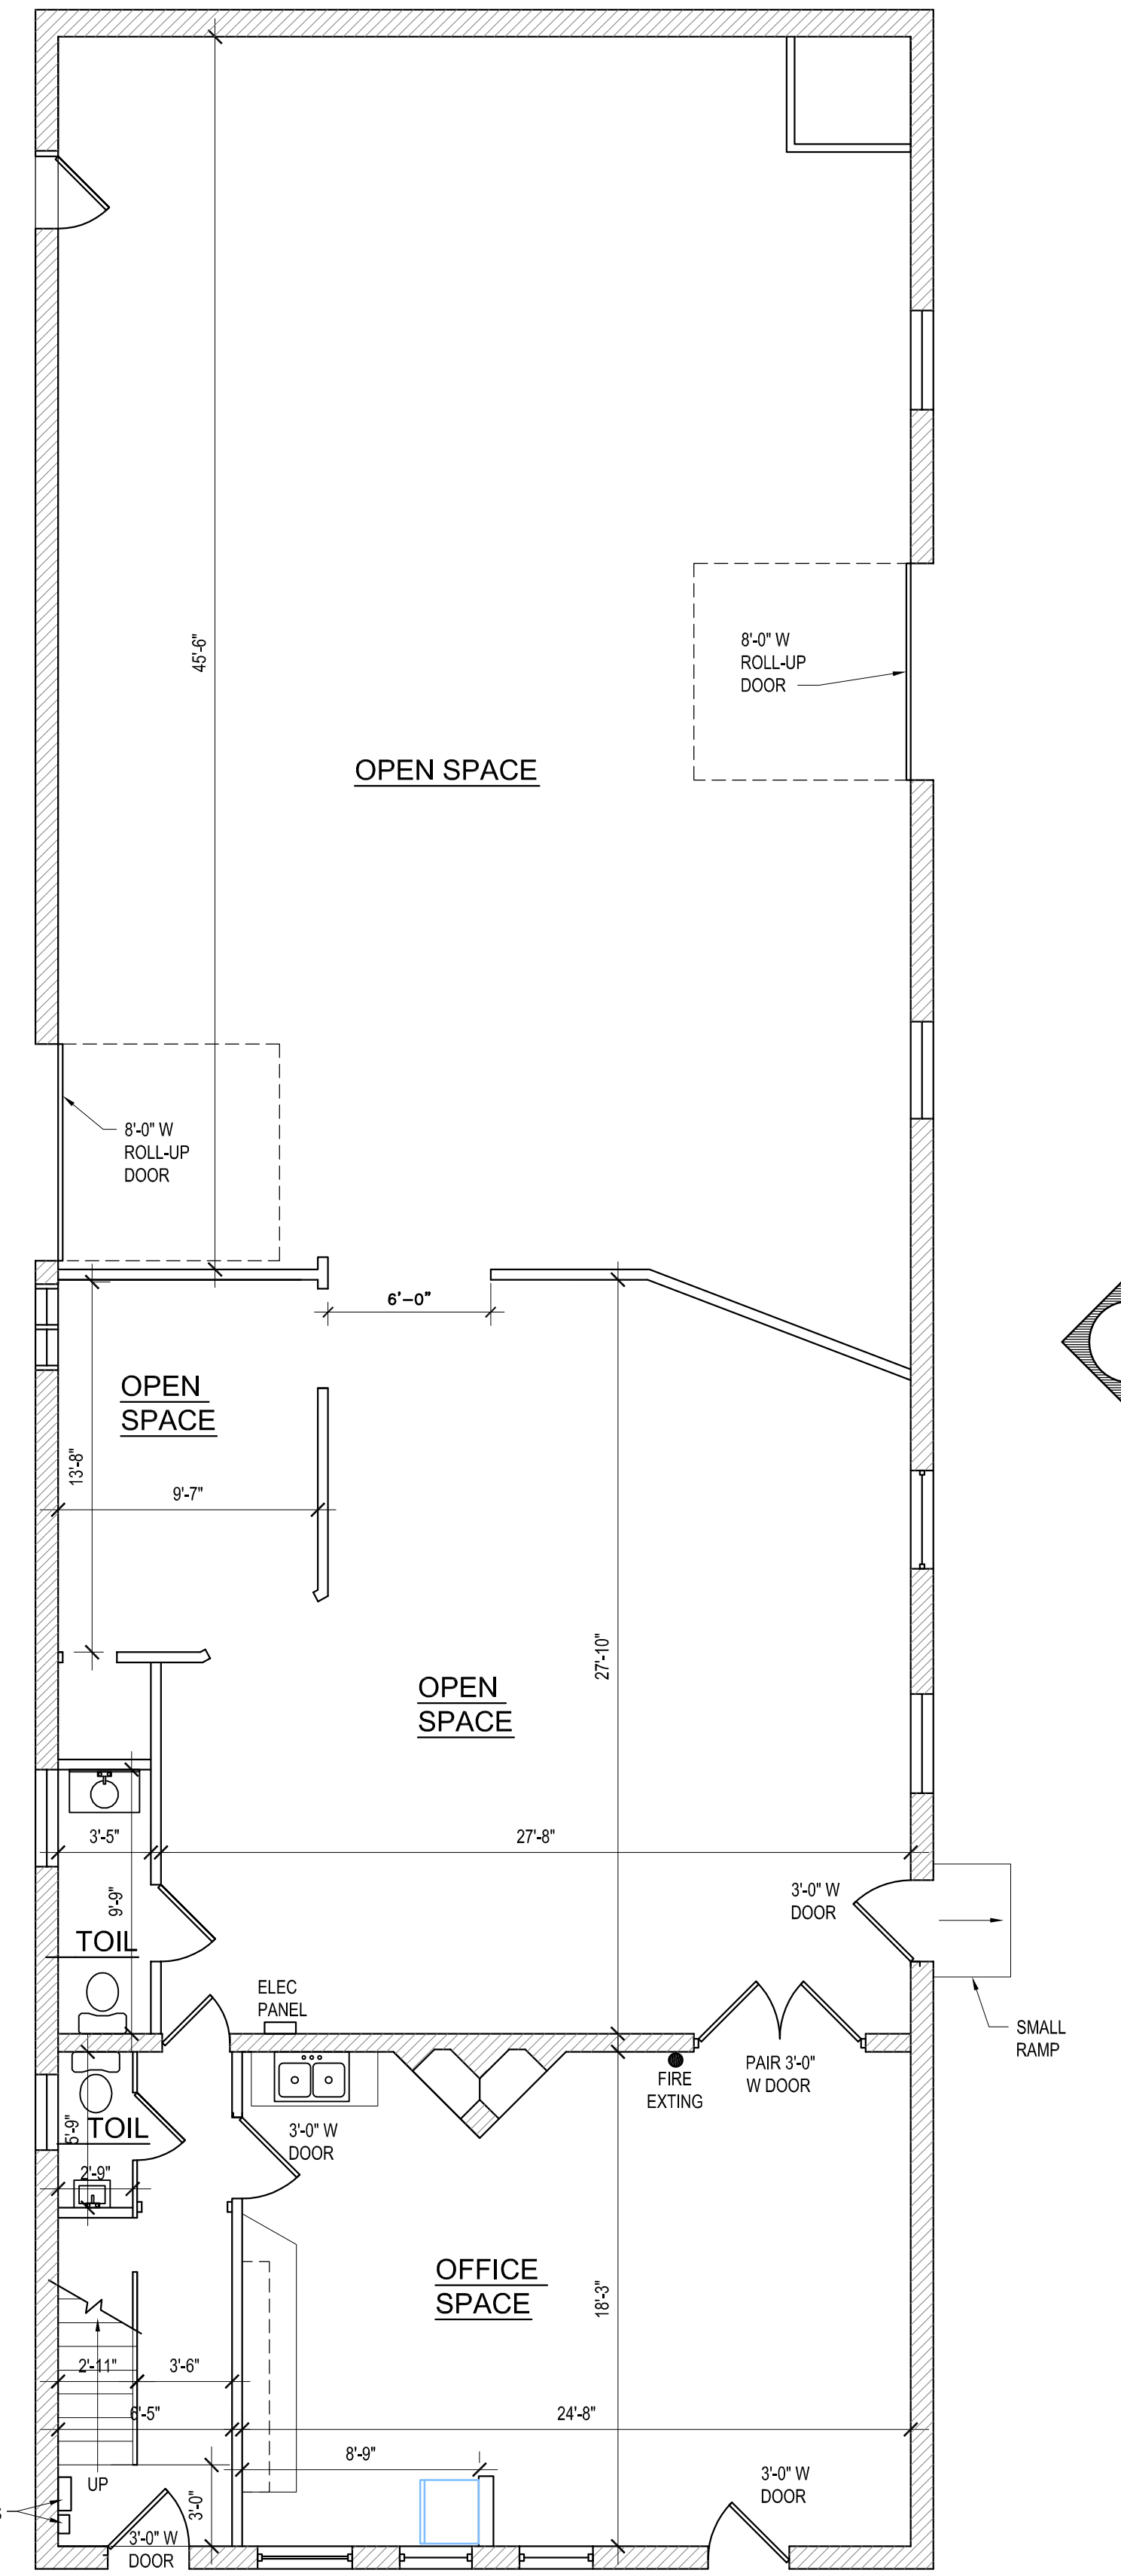 45'-6"
8'-0" W
ROLL-UP
DOOR
OPEN SPACE
8'-0" W
ROLL-UP
DOOR
6'-0"
OPEN
SPACE
13'-8"
9'-7"
27'-10"
OPEN
SPACE
3'-5"
27'-8"
9'-9"
3'-0" W
DOOR
TOIL
ELEC
PANEL
SMALL
RAMP
FIRE
EXTING
PAIR 3'-0"
W DOOR
5'-9"
TOIL
3'-0" W
DOOR
2'-9"
OFFICE
SPACE
18'-3"
2'-11"
3'-6"
6'-5"
24'-8"
8'-9"
UP
3'-0"
3'-0" W
DOOR
3'-0" W
DOOR